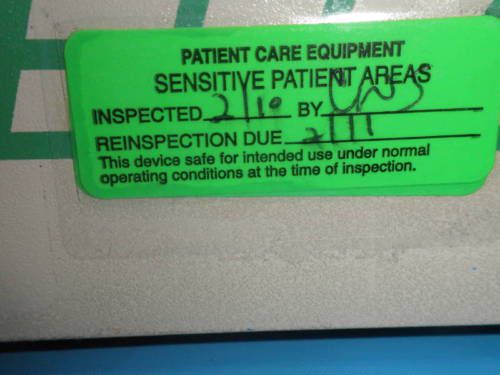 PATIENT CARE EQUIPMENT
SENSITIVE PATIENT AREAS
INSPECTED 2/10 BY
REINSPECTION DUE 2/11
This device safe for intended use under normal
operating conditions at the time of inspection.